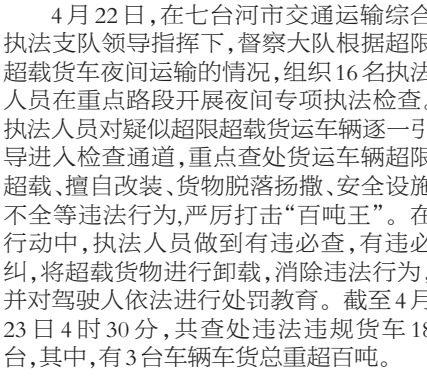 4月22日,在七台河市交通运输综合
执法支队领导指挥下,督察大队根据超限
超载货车夜间运输的情况,组织16名执法
人员在重点路段开展夜间专项执法检查。
执法人员对疑似超限超载货运车辆逐一引
导进入检查通道,重点查处货运车辆超限
超载、擅自改装、货物脱落扬撒、安全设施
不全等违法行为,严厉打击“百吨王”。在
行动中,执法人员做到有违必查,有违必
纠,将超载货物进行卸载,消除违法行为,
并对驾驶人依法进行处罚教育。截至4月
23日4时30分,共查处违法违规货车18
台,其中,有3台车辆车货总重超百吨。